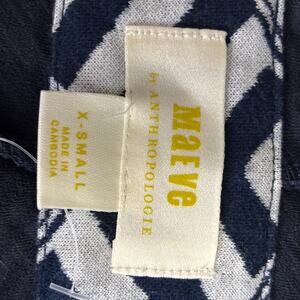 Maeve
by ANTHROPOLOGIE
X-SMALL
MADE IN
CAMBODIA